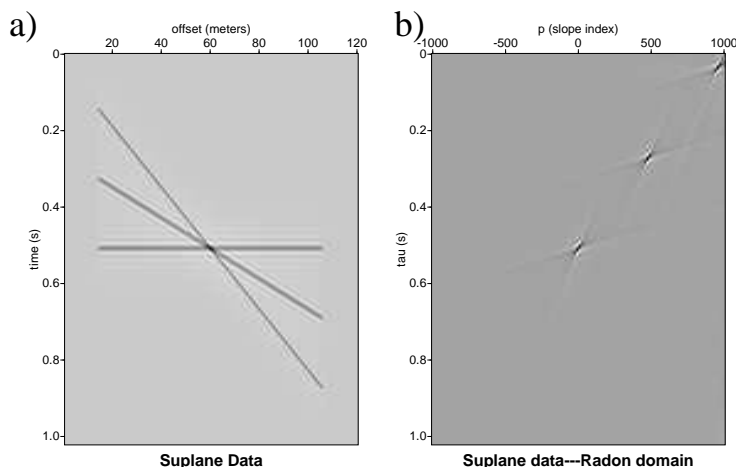 a)
offset (meters)
20 40 60 80 100 120
0
0.2
0.4
0.6
0.8
1.0
time (s)
Suplane Data
b)
p (slope index)
-1000 -500 0 500 1000
0
0.2
0.4
0.6
0.8
1.0
tau (s)
Suplane data---Radon domain